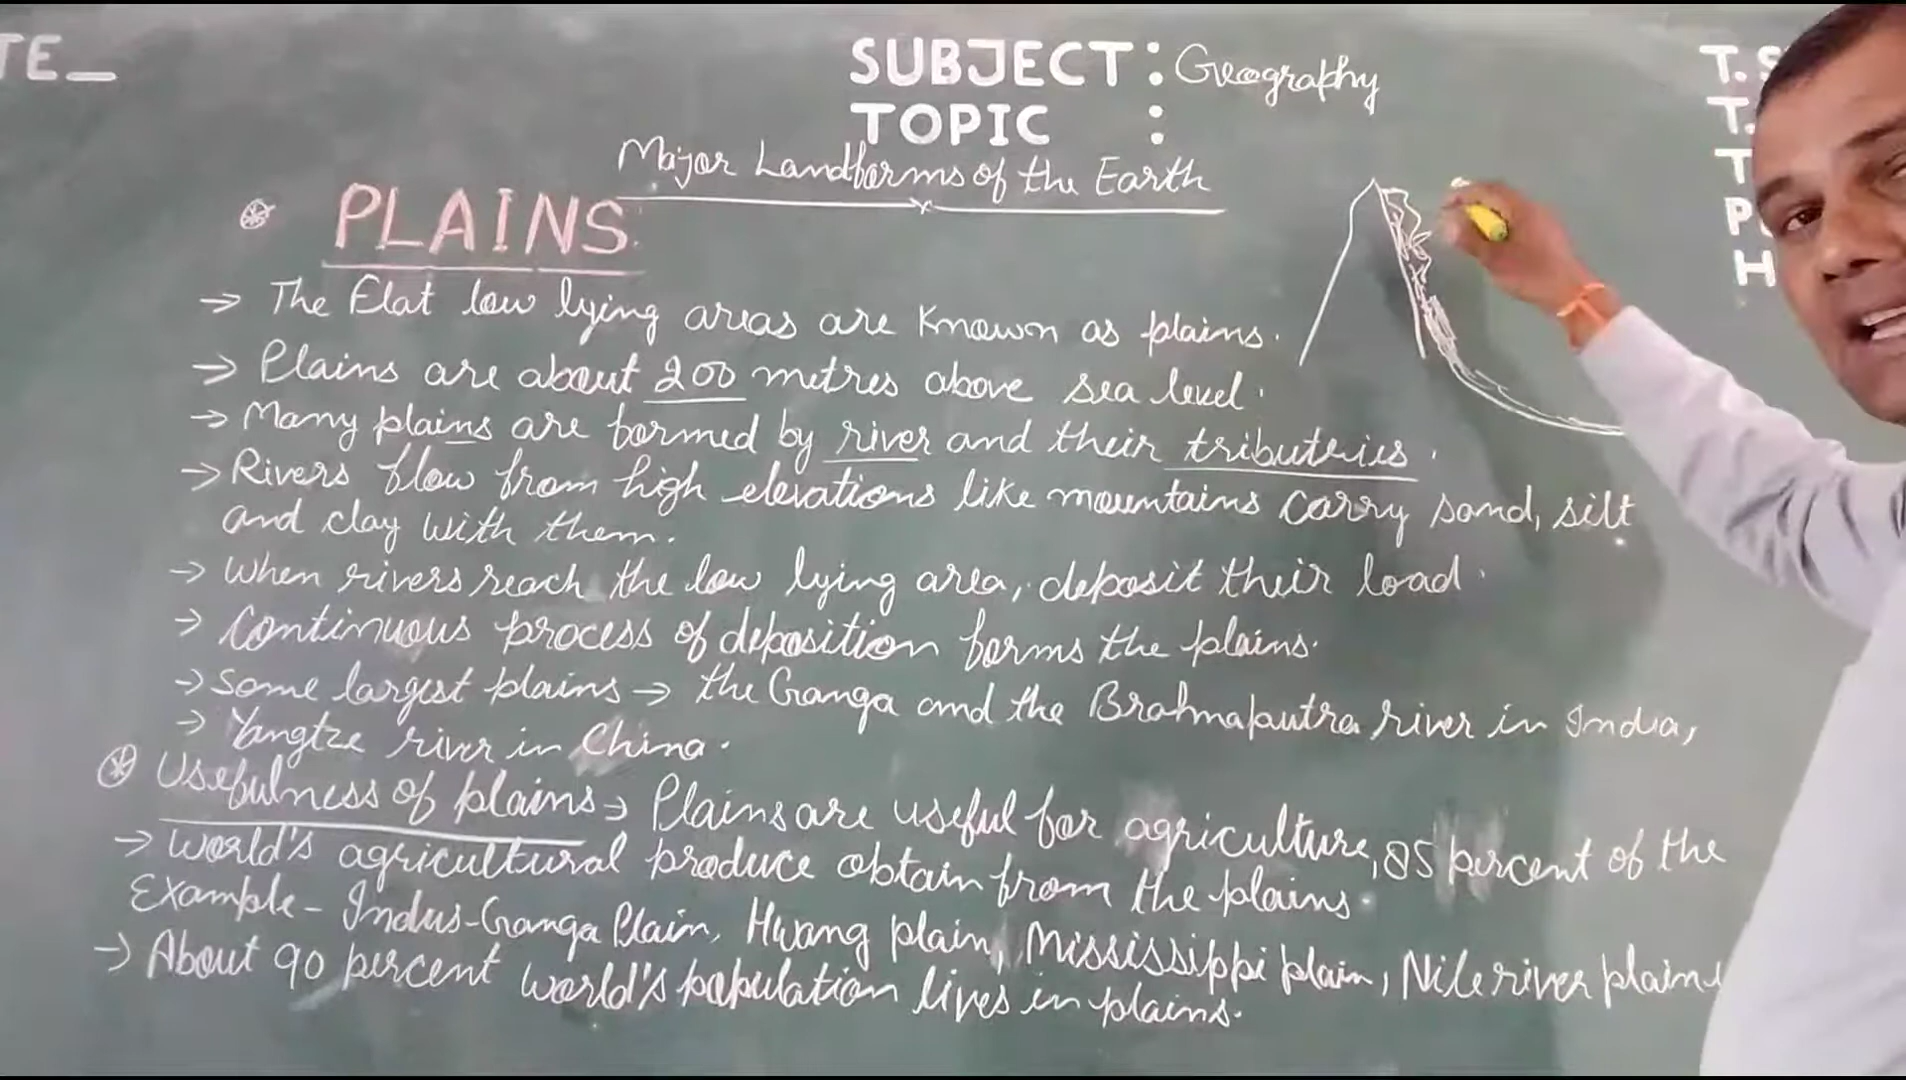 TE_
SUBJECT : Geography
TOPIC :
Major Landforms of the Earth
PLAINS
→ The Flat low lying areas are known as plains.
→ Plains are about 200 metres above sea level.
→ Many plains are formed by river and their tributeries.
→ Rivers flow from high elevations like mountains carry sand, silt
and clay with them.
→ When rivers reach the low lying area, deposit their load.
→ Continuous process of deposition forms the plains.
→ Some largest plains → the Ganga and the Brahmaputra river in India,
→ Yangtze river in China.
Usefulness of plains → Plains are useful for agriculture, 85 percent of the
→ World's agricultural produce obtain from the plains.
Example - Indus-Ganga Plain, Hwang plain, Mississippi plain, Nile river plain
→ About 90 percent world's population lives in plains.
T. S
T.
T
P
H